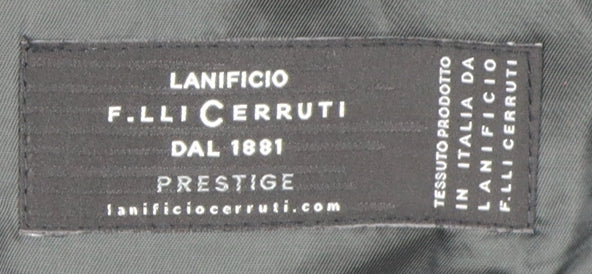 LANIFICIO
F.LLI CERRUTI
DAL 1881
PRESTIGE
lanificiocerruti.com
TESSUTO PRODOTTO
IN ITALIA DA
LANIFICIO
F.LLI CERRUTI